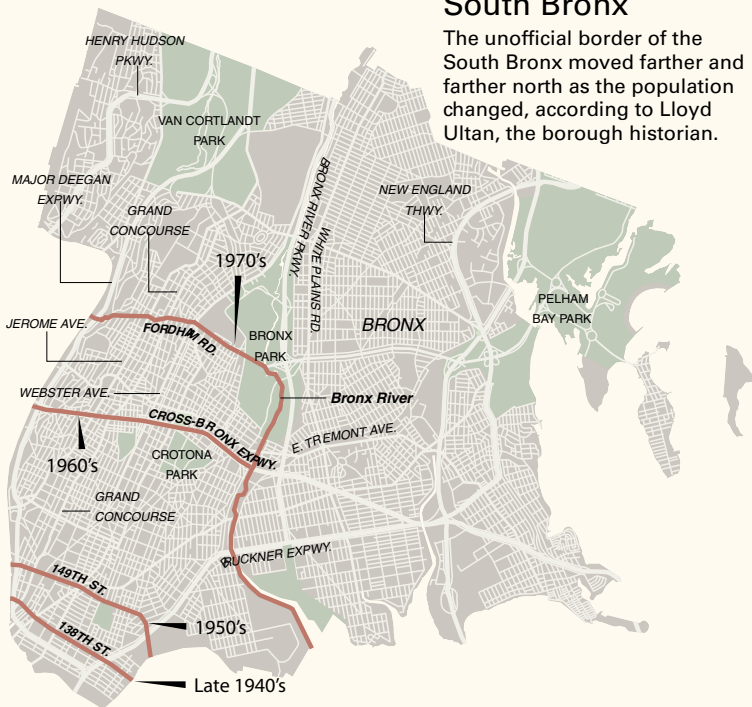 South Bronx
The unofficial border of the
South Bronx moved farther and
farther north as the population
changed, according to Lloyd
Ultan, the borough historian.
HENRY HUDSON
PKWY.
VAN CORTLANDT
PARK
MAJOR DEEGAN
EXPWY.
GRAND
CONCOURSE
BRONX RIVER PKWY.
WHITE PLAINS RD.
NEW ENGLAND
THWY.
1970's
PELHAM
BAY PARK
JEROME AVE.
FORDHAM RD.
BRONX
PARK
BRONX
WEBSTER AVE.
Bronx River
CROSS-BRONX EXPWY.
E. TREMONT AVE.
1960's
CROTONA
PARK
GRAND
CONCOURSE
BRUCKNER EXPWY.
149TH ST.
1950's
138TH ST.
Late 1940's